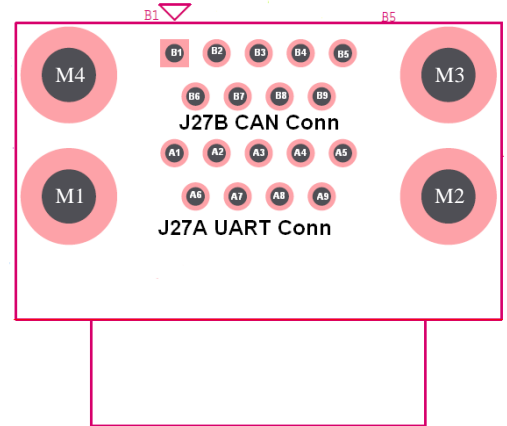 B1 B5
B1 B2 B3 B4 B5
M4 M3
B6 B7 B8 B9
J27B CAN Conn
A1 A2 A3 A4 A5
M1 A6 A7 A8 A9 M2
J27A UART Conn